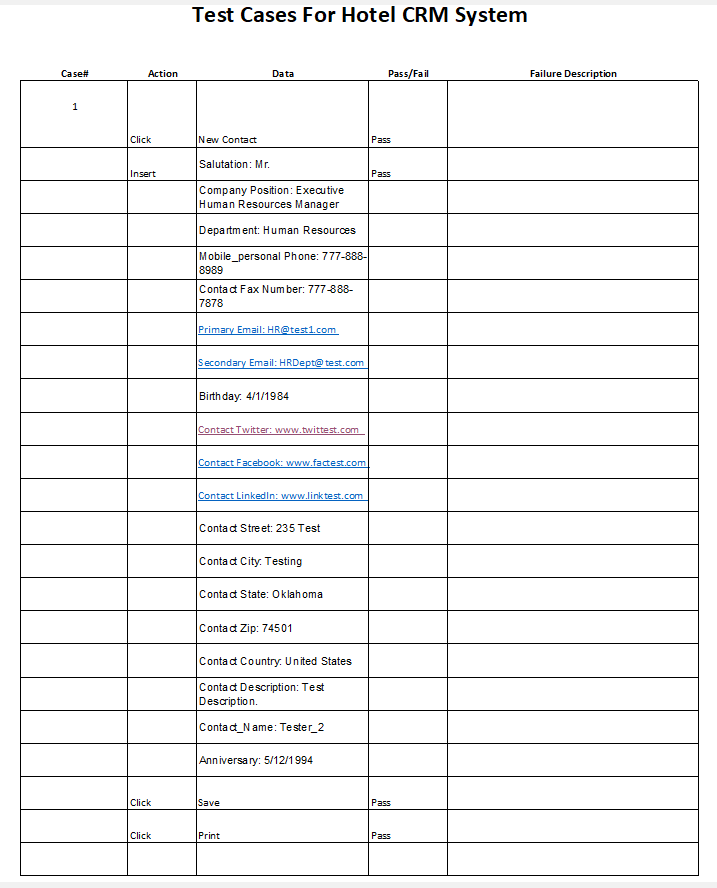 Test Cases For Hotel CRM System
Case# Action Data Pass/Fail Failure Description
1
Click New Contact Pass
Salutation: Mr.
Insert Pass
Company Position: Executive
Human Resources Manager
Department: Human Resources
Mobile_personal Phone: 777-888-
8989
Contact Fax Number: 777-888-
7878
Primary Email: HR@test1.com
Secondary Email: HRDept@test.com
Birthday: 4/1/1984
Contact Twitter: www.twittest.com
Contact Facebook: www.factest.com
Contact LinkedIn: www.linktest.com
Contact Street: 235 Test
Contact City: Testing
Contact State: Oklahoma
Contact Zip: 74501
Contact Country: United States
Contact Description: Test
Description.
Contact_Name: Tester_2
Anniversary: 5/12/1994
Click Save Pass
Click Print Pass